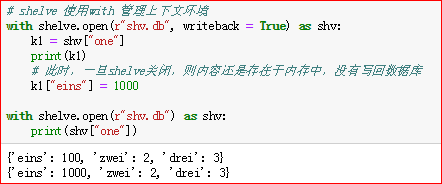 # shelve 使用with 管理上下文环境
with shelve.open(r"shv.db", writeback = True) as shv:
    k1 = shv["one"]
    print(k1)
    # 此时，一旦shelve关闭，则内容还是存在于内存中，没有写回数据库
    k1["eins"] = 1000

with shelve.open(r"shv.db") as shv:
    print(shv["one"])
{'eins': 100, 'zwei': 2, 'drei': 3}
{'eins': 1000, 'zwei': 2, 'drei': 3}